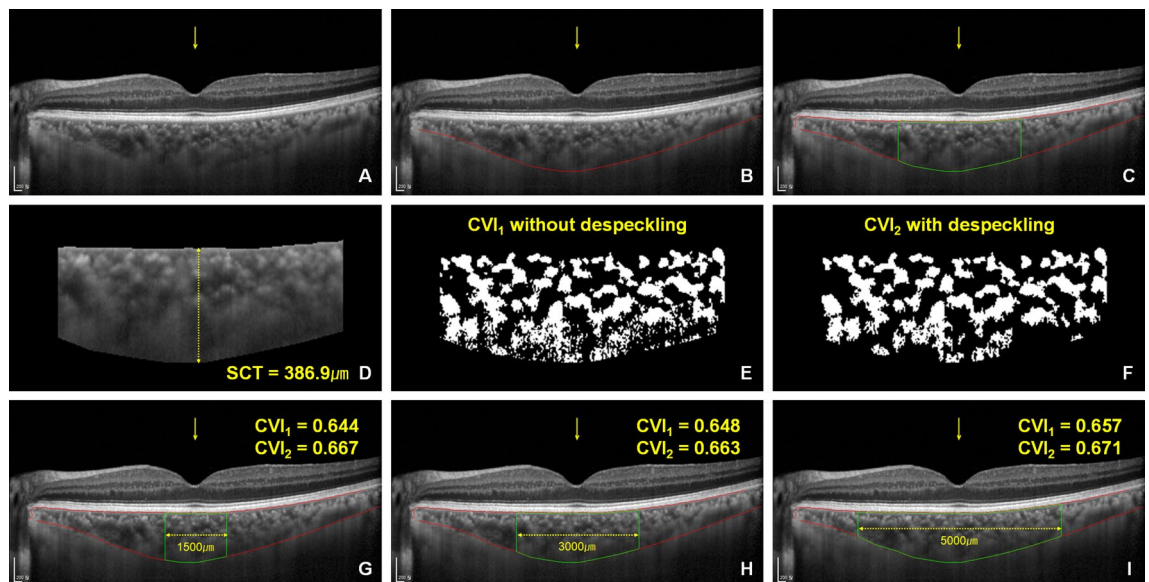 A
B
C
SCT = 386.9㎛ D
CVI₁ without despeckling
E
CVI₂ with despeckling
F
CVI₁ = 0.644
CVI₂ = 0.667
1500㎛
G
CVI₁ = 0.648
CVI₂ = 0.663
3000㎛
H
CVI₁ = 0.657
CVI₂ = 0.671
5000㎛
I